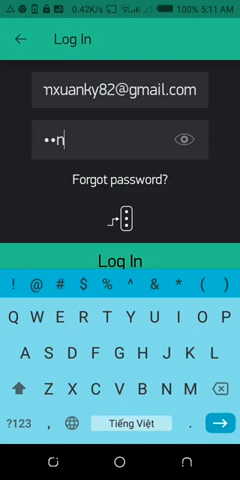 0.42K/s 100% 5:11 AM
Log In
nxuanky82@gmail.com
••n
Forgot password?
Log In
! @ # $ % ^ & * ( )
Q W E R T Y U I O P
A S D F G H J K L
Z X C V B N M
?123 , Tiếng Việt .